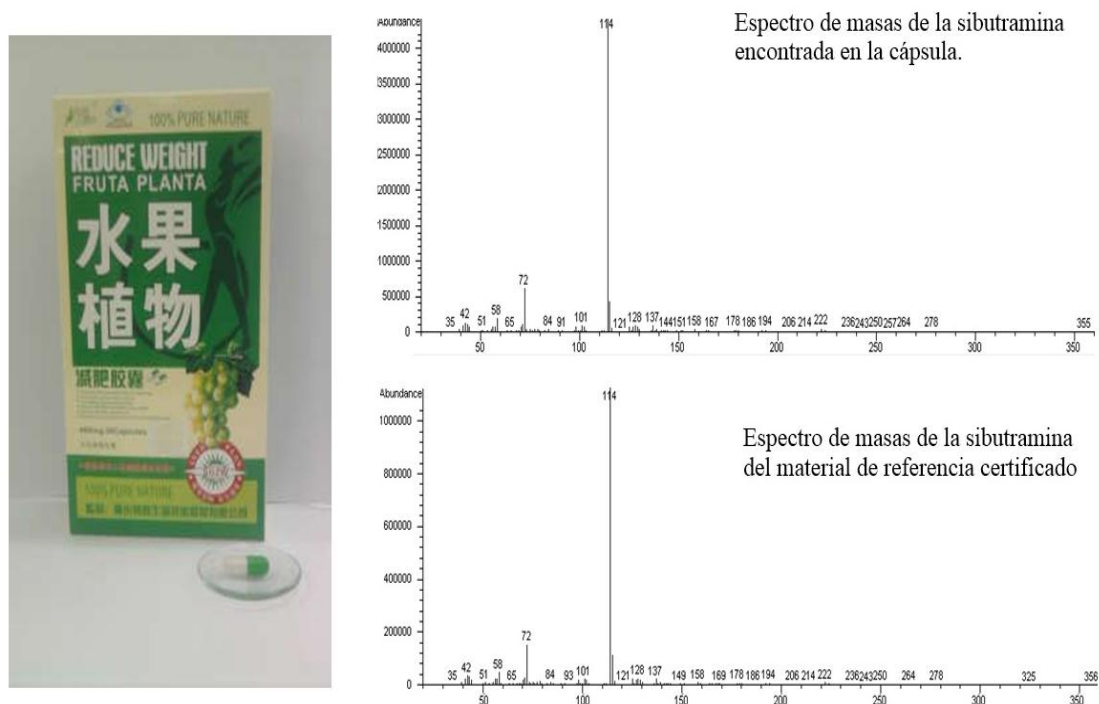 100% PURE NATURE
REDUCE WEIGHT
FRUTA PLANTA
水果
植物
減肥胶囊
100% PURE NATURE
Abundance
114
4000000
3500000
3000000
2500000
2000000
1500000
1000000
500000
0
35 42 51 58 65 72 84 91 101 121 128 137 144 151 158 167 178 186 194 206 214 222 236 243 250 257 264 278 355
50 100 150 200 250 300 350
Espectro de masas de la sibutramina
encontrada en la cápsula.
Abundance
114
1000000
800000
600000
400000
200000
0
35 42 51 58 65 72 84 93 101 121 128 137 149 158 169 178 186 194 206 214 222 236 243 250 264 278 325 356
50 100 150 200 250 300 350
Espectro de masas de la sibutramina
del material de referencia certificado